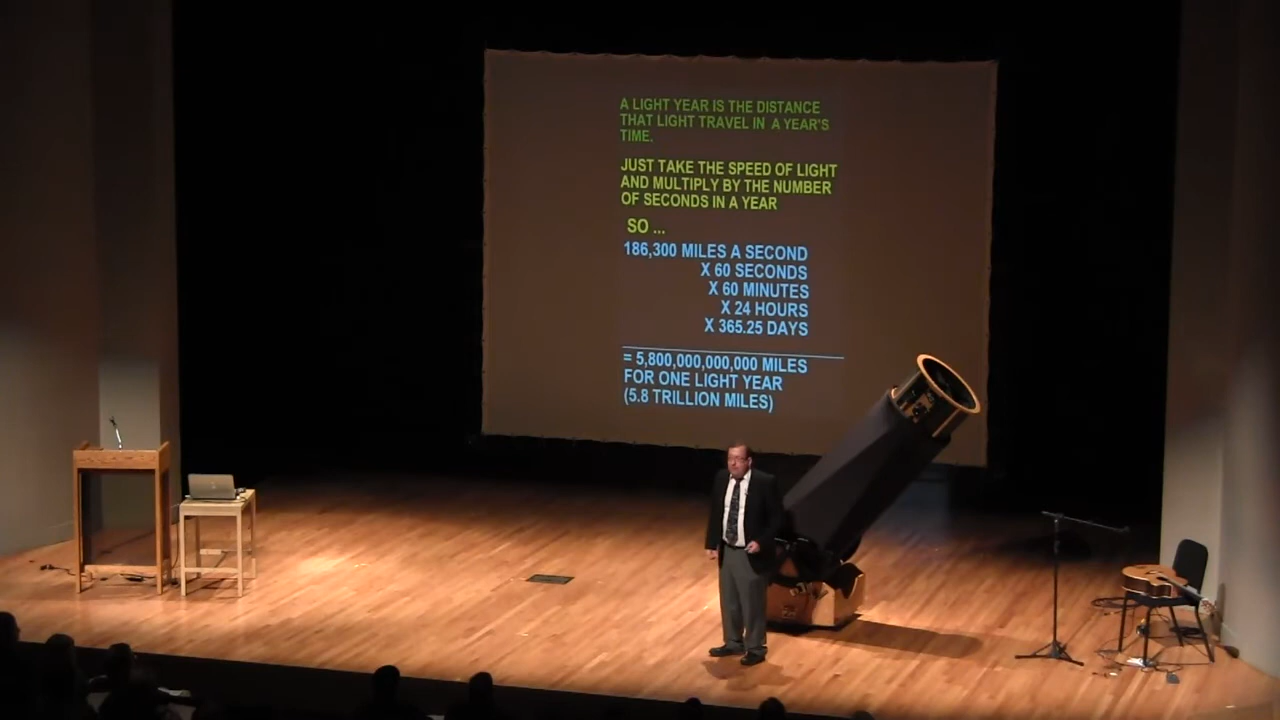 A LIGHT YEAR IS THE DISTANCE
THAT LIGHT TRAVEL IN A YEAR'S
TIME.
JUST TAKE THE SPEED OF LIGHT
AND MULTIPLY BY THE NUMBER
OF SECONDS IN A YEAR
SO ...
186,300 MILES A SECOND
X 60 SECONDS
X 60 MINUTES
X 24 HOURS
X 365.25 DAYS
= 5,800,000,000,000 MILES
FOR ONE LIGHT YEAR
(5.8 TRILLION MILES)